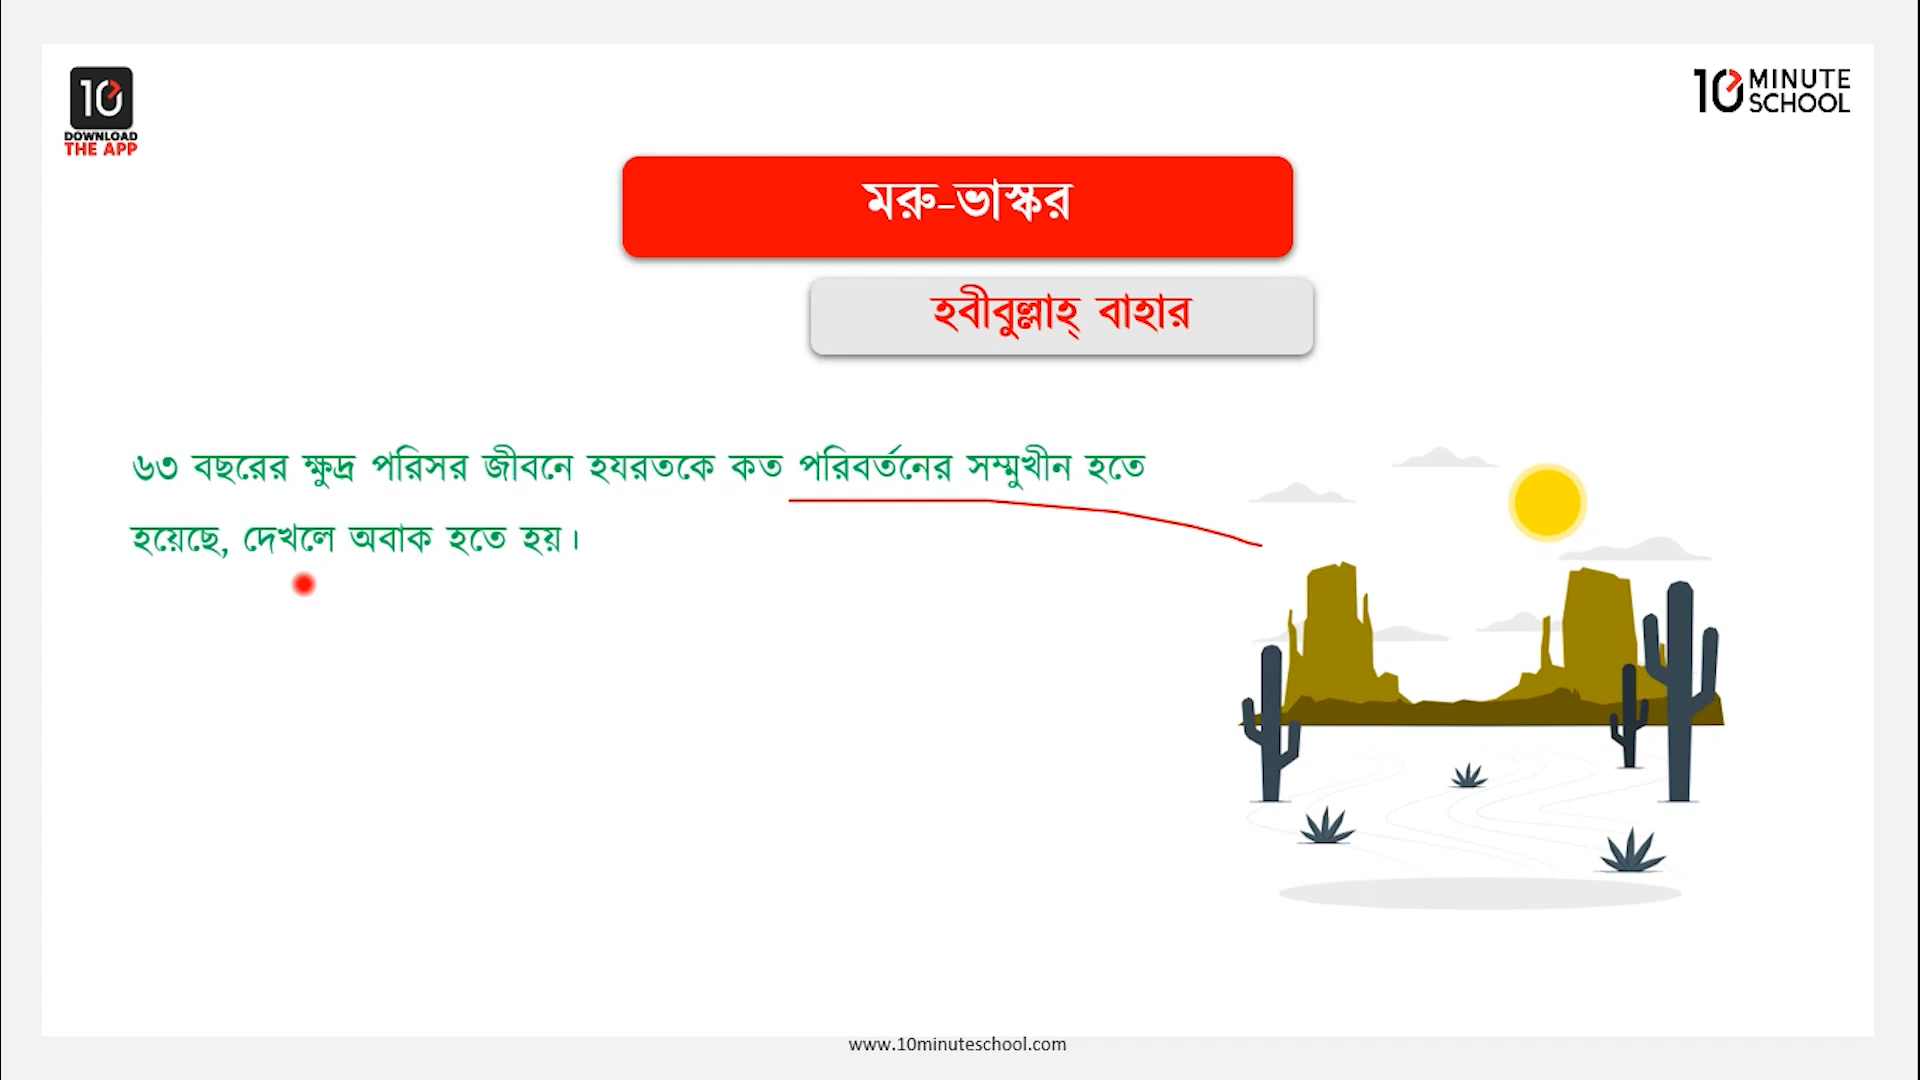 10
DOWNLOAD
THE APP
10 MINUTE
SCHOOL
মরু-ভাস্কর
হবীবুল্লাহ্ বাহার
৬৩ বছরের ক্ষুদ্র পরিসর জীবনে হযরতকে কত পরিবর্তনের সম্মুখীন হতে
হয়েছে, দেখলে অবাক হতে হয়।
www.10minuteschool.com